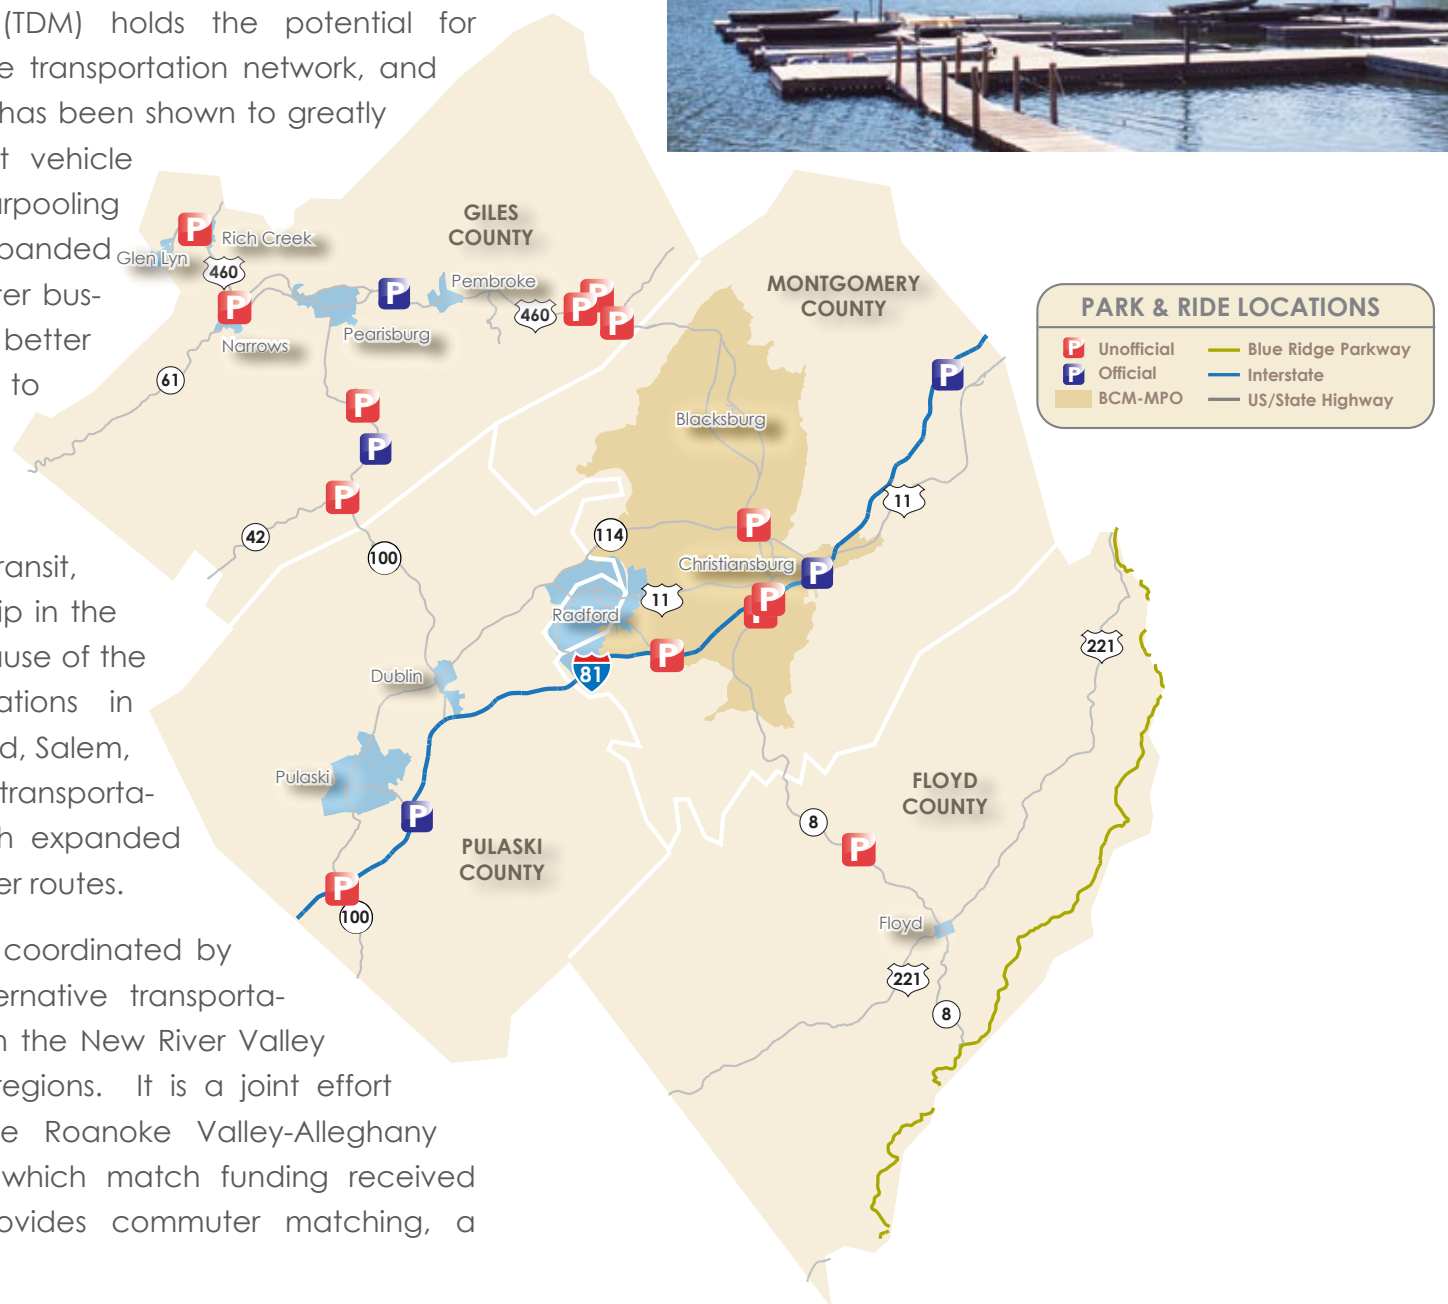 (TDM) holds the potential for
e transportation network, and
has been shown to greatly
t vehicle
rpooling
panded
ter bus-
better
to
ransit,
ip in the
ause of the
ations in
d, Salem,
transporta-
h expanded
er routes.
coordinated by
ernative transporta-
n the New River Valley
regions. It is a joint effort
e Roanoke Valley-Alleghany
which match funding received
ovides commuter matching, a
GILES
COUNTY
P
Rich Creek
Glen Lyn
460
P
Narrows
61
P
Pearisburg
Pembroke
460
P
P
P
P
P
P
42
100
MONTGOMERY
COUNTY
P
Blacksburg
11
P
114
Christiansburg
P
11
Radford
P
P
P
81
Dublin
Pulaski
P
PULASKI
COUNTY
P
100
FLOYD
COUNTY
221
8
P
Floyd
221
8
PARK & RIDE LOCATIONS
P Unofficial
P Official
BCM-MPO
Blue Ridge Parkway
Interstate
US/State Highway